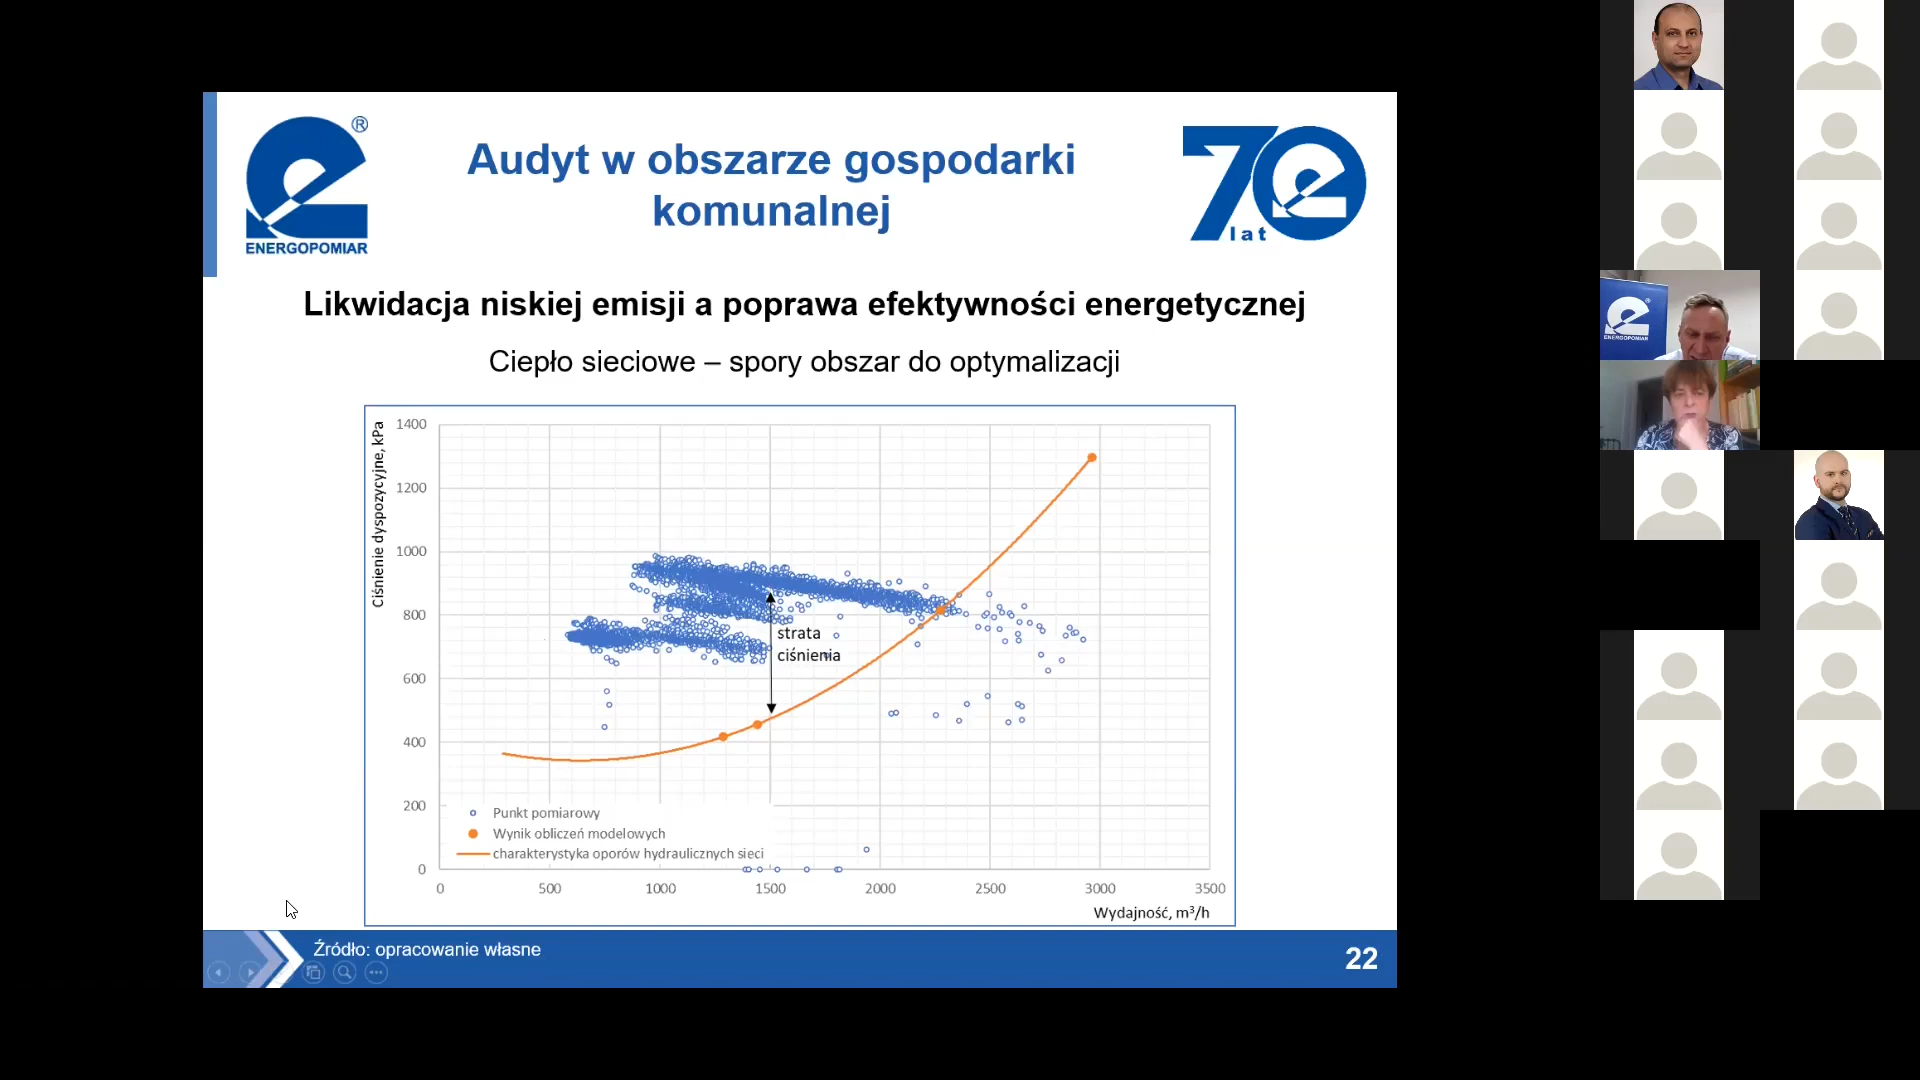 ®
ENERGOPOMIAR
Audyt w obszarze gospodarki
komunalnej
70
lat
Likwidacja niskiej emisji a poprawa efektywności energetycznej
Ciepło sieciowe – spory obszar do optymalizacji
Ciśnienie dyspozycyjne, kPa
1400
1200
1000
800
600
400
200
0
strata
ciśnienia
Punkt pomiarowy
Wynik obliczeń modelowych
charakterystyka oporów hydraulicznych sieci
0 500 1000 1500 2000 2500 3000 3500
Wydajność, m³/h
Źródło: opracowanie własne
22
ENERGOPOMIAR